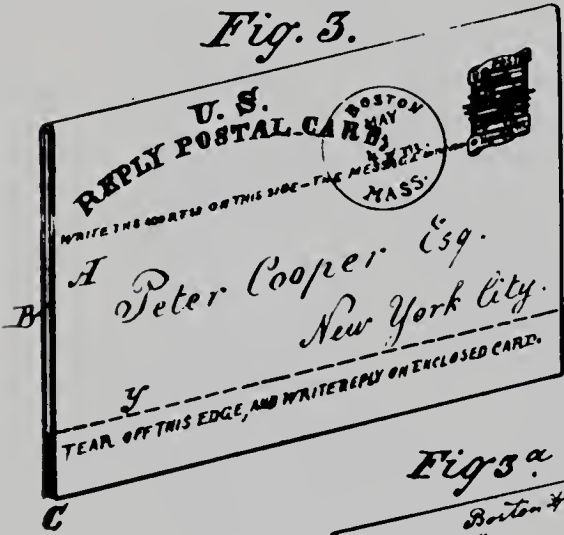 Fig. 3.
U. S.
REPLY POSTAL CARD,
BOSTON
MAY
MASS.
WRITE THE ADDRESS ON THIS SIDE – THE MESSAGE
A
Peter Cooper Esq.
B
New York City.
y
TEAR OFF THIS EDGE, AND WRITE REPLY ON ENCLOSED CARD.
C
Fig 3a
Boston